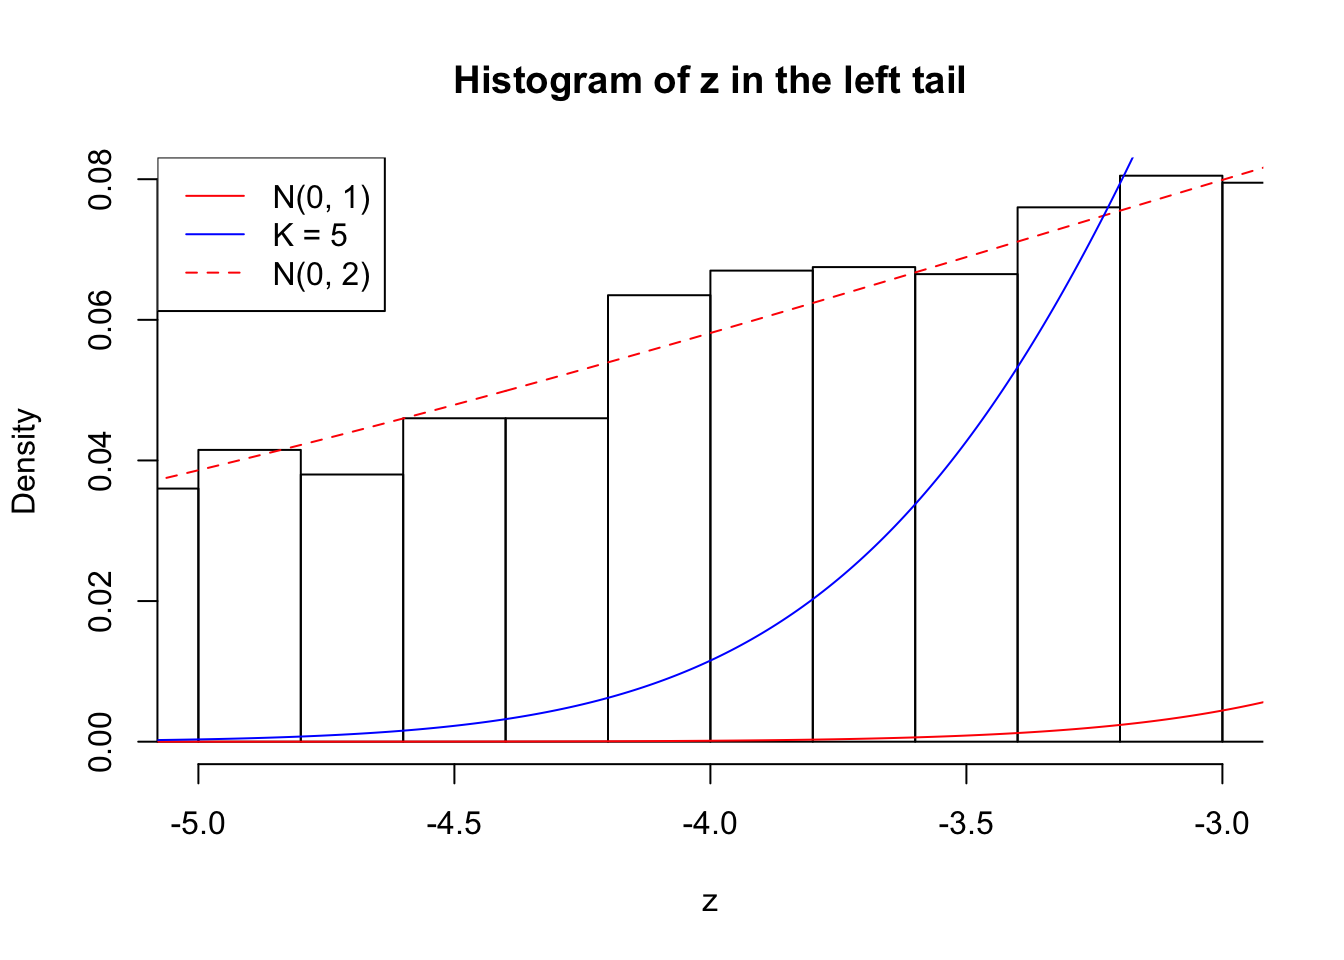 Histogram of z in the left tail
N(0, 1)
K = 5
N(0, 2)
Density
0.08
0.06
0.04
0.02
0.00
-5.0 -4.5 -4.0 -3.5 -3.0
z